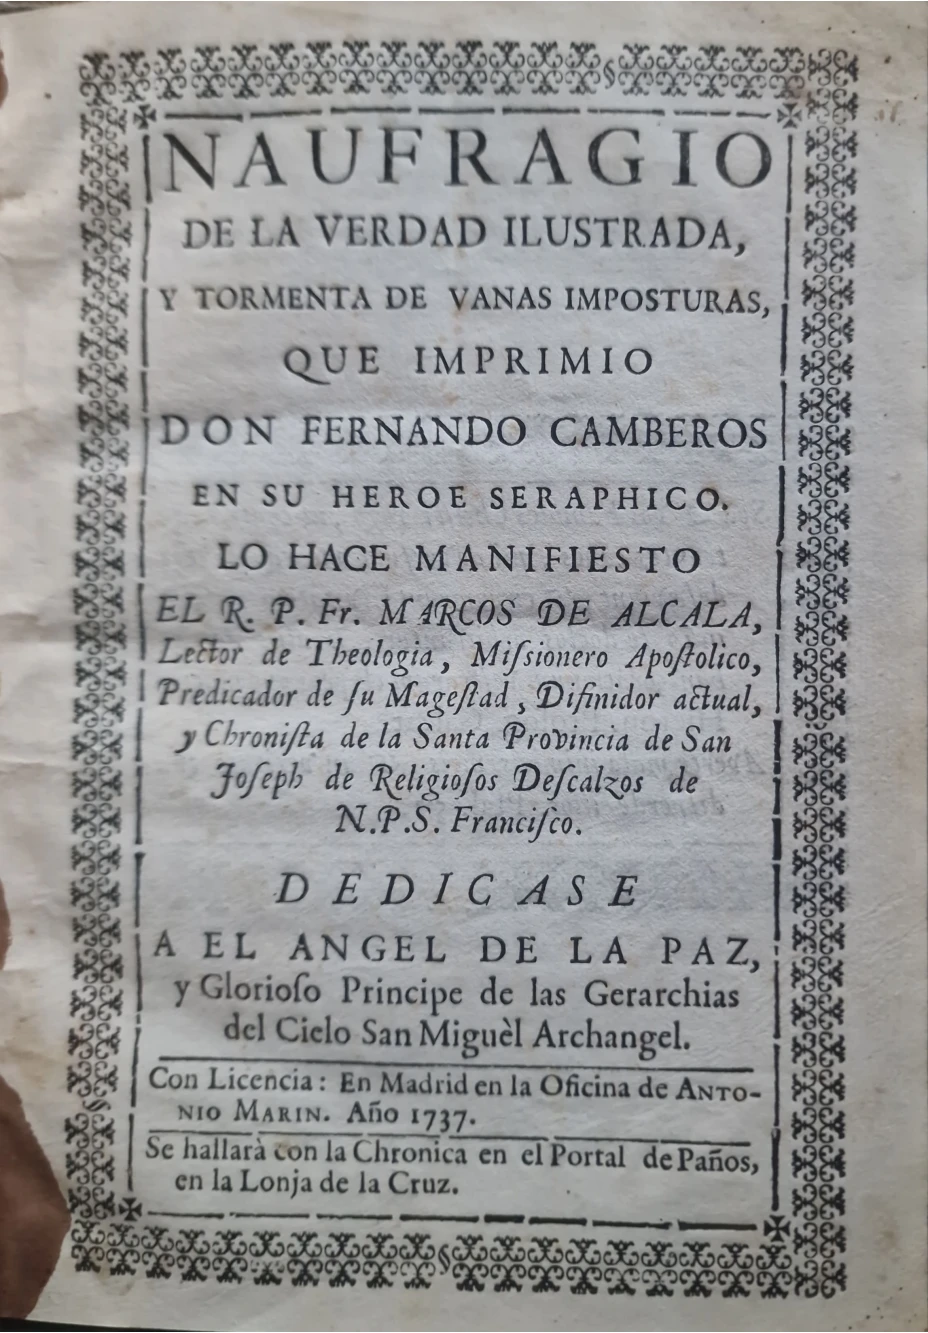 NAUFRAGIO
DE LA VERDAD ILUSTRADA,
Y TORMENTA DE VANAS IMPOSTURAS,
QUE IMPRIMIO
DON FERNANDO CAMBEROS
EN SU HEROE SERAPHICO.
LO HACE MANIFIESTO
EL R. P. Fr. MARCOS DE ALCALA,
Lector de Theologia, Miſsionero Apoſtolico,
Predicador de ſu Mageſtad, Difinidor actual,
y Chroniſta de la Santa Provincia de San
Joſeph de Religioſos Deſcalzos de
N.P.S. Franciſco.
DEDICASE
A EL ANGEL DE LA PAZ,
y Glorioſo Principe de las Gerarchias
del Cielo San Miguèl Archangel.
Con Licencia: En Madrid en la Oficina de ANTO-
NIO MARIN. Año 1737.
Se hallarà con la Chronica en el Portal de Paños,
en la Lonja de la Cruz.